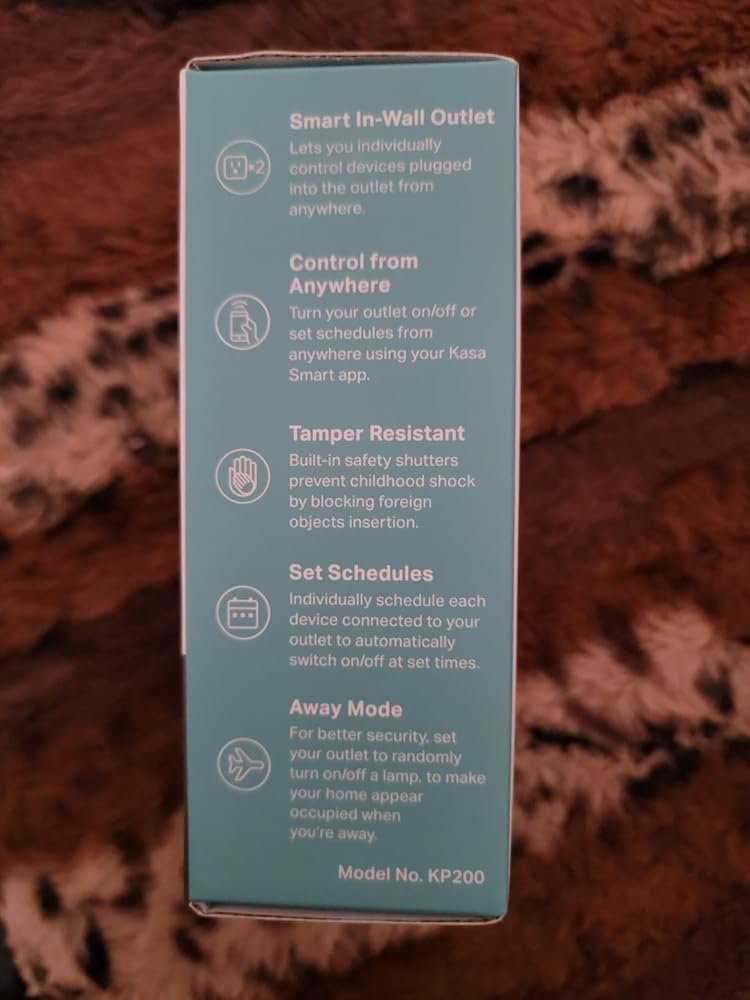 Smart In-Wall Outlet
×2
Lets you individually
control devices plugged
into the outlet from
anywhere.
Control from
Anywhere
Turn your outlet on/off or
set schedules from
anywhere using your Kasa
Smart app.
Tamper Resistant
Built-in safety shutters
prevent childhood shock
by blocking foreign
objects insertion.
Set Schedules
Individually schedule each
device connected to your
outlet to automatically
switch on/off at set times.
Away Mode
For better security, set
your outlet to randomly
turn on/off a lamp, to make
your home appear
occupied when
you're away.
Model No. KP200